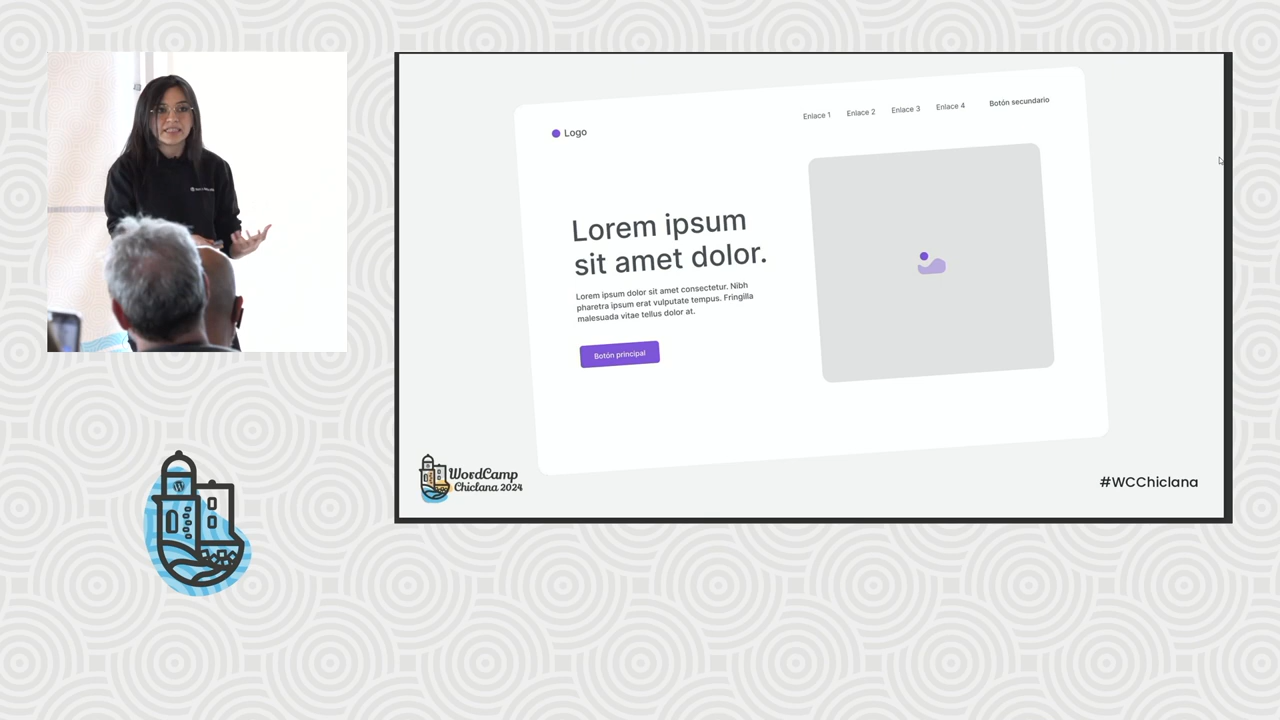 Logo
Enlace 1
Enlace 2
Enlace 3
Enlace 4
Botón secundario
Lorem ipsum
sit amet dolor.
Lorem ipsum dolor sit amet consectetur. Nibh
pharetra ipsum erat vulputate tempus. Fringilla
malesuada vitae tellus dolor at.
Botón principal
WordCamp
Chiclana 2024
#WCChiclana